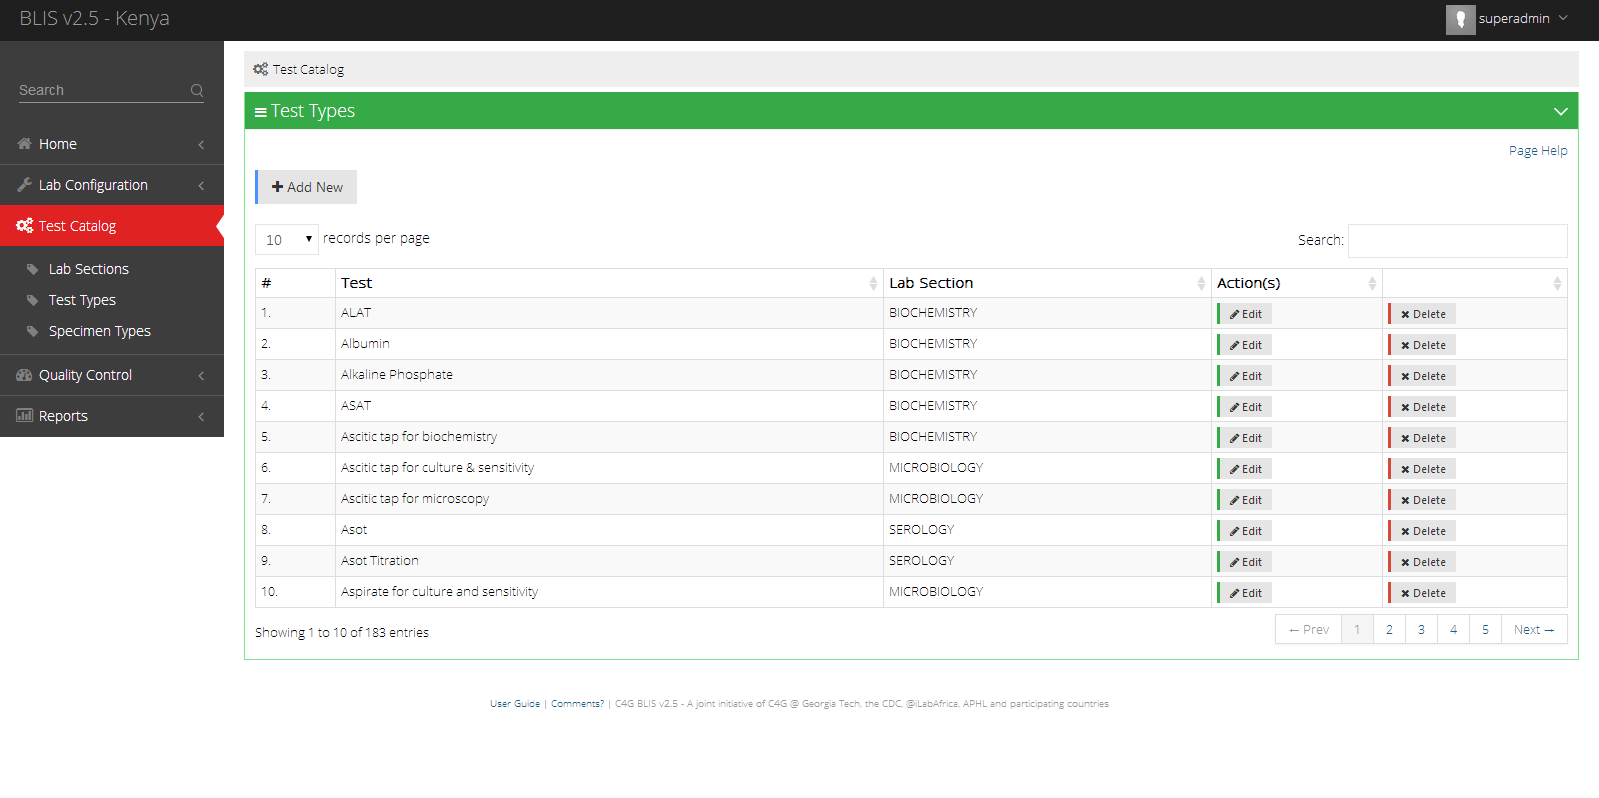 BLIS v2.5 - Kenya
superadmin
Search
Home
Lab Configuration
Test Catalog
Lab Sections
Test Types
Specimen Types
Quality Control
Reports
Test Catalog
Test Types
Page Help
Add New
10 records per page
Search:
# Test Lab Section Action(s)
1. ALAT BIOCHEMISTRY Edit Delete
2. Albumin BIOCHEMISTRY Edit Delete
3. Alkaline Phosphate BIOCHEMISTRY Edit Delete
4. ASAT BIOCHEMISTRY Edit Delete
5. Ascitic tap for biochemistry BIOCHEMISTRY Edit Delete
6. Ascitic tap for culture & sensitivity MICROBIOLOGY Edit Delete
7. Ascitic tap for microscopy MICROBIOLOGY Edit Delete
8. Asot SEROLOGY Edit Delete
9. Asot Titration SEROLOGY Edit Delete
10. Aspirate for culture and sensitivity MICROBIOLOGY Edit Delete
Showing 1 to 10 of 183 entries
← Prev 1 2 3 4 5 Next →
User Guide | Comments? | C4G BLIS v2.5 - A joint initiative of C4G @ Georgia Tech, the CDC, @iLabAfrica, APHL and participating countries